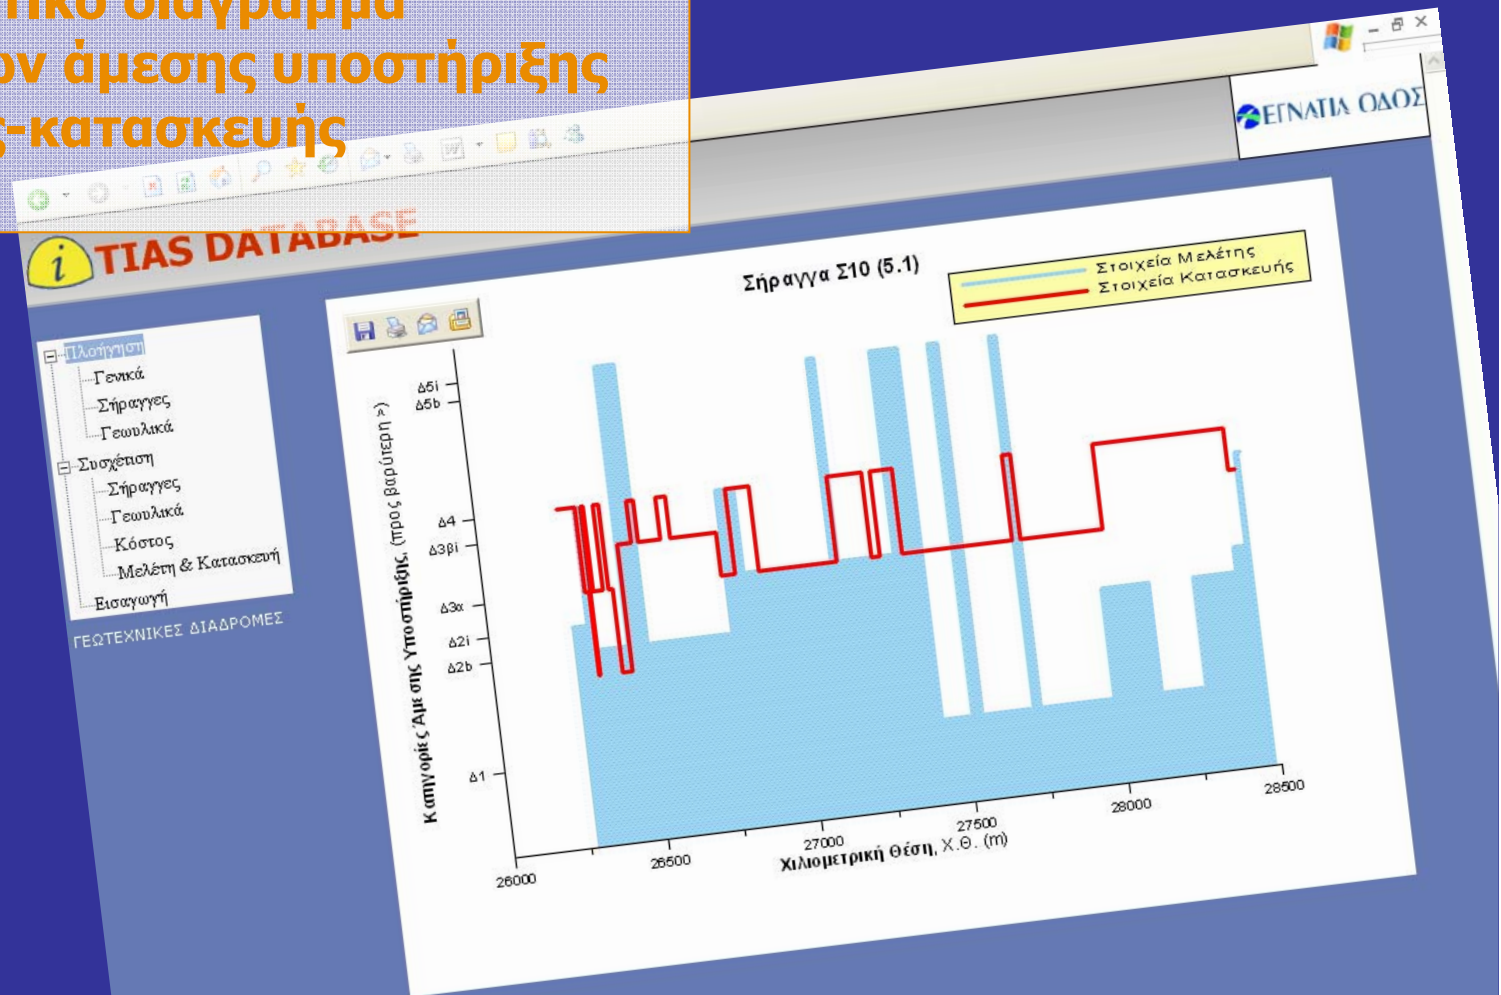 διάγραμμα
άμεσης υποστήριξης
-κατασκευής
ΕΓΝΑΤΙΑ ΟΔΟΣ
i TIAS DATABASE
Πλοήγηση
Γενικά
Σήραγγες
Γεωυλικά
Συσχέτιση
Σήραγγες
Γεωυλικά
Κόστος
Μελέτη & Κατασκευή
Εισαγωγή
ΓΕΩΤΕΧΝΙΚΕΣ ΔΙΑΔΡΟΜΕΣ
Σήραγγα Σ10 (5.1)
Στοιχεία Μελέτης
Στοιχεία Κατασκευής
Κατηγορίες Άμεσης Υποστήριξης, (προς βαρύτερη »)
Δ5i
Δ5b
Δ4
Δ3βi
Δ3α
Δ2i
Δ2b
Δ1
26000
26500
27000
27500
28000
28500
Χιλιομετρική Θέση, Χ.Θ. (m)